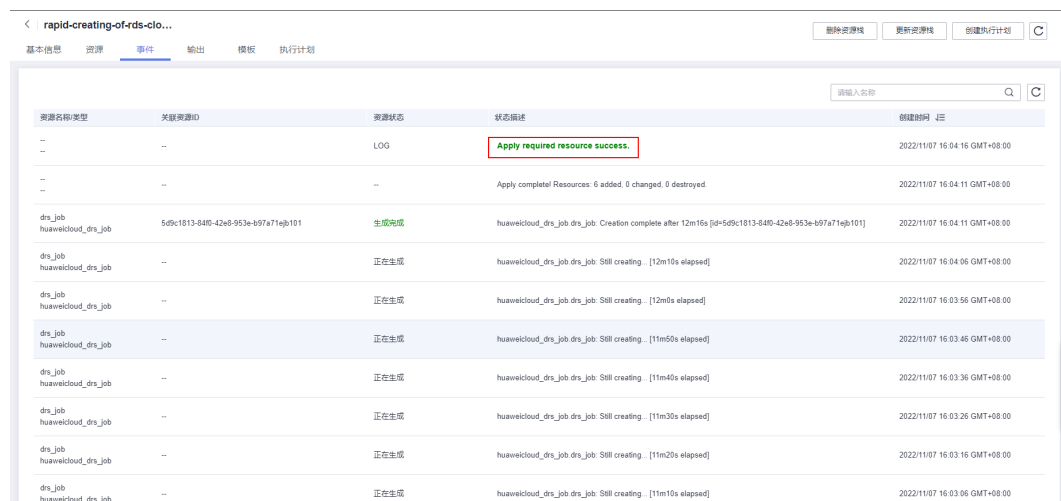 rapid-creating-of-rds-clo...
删除资源栈 更新资源栈 创建执行计划
基本信息 资源 事件 输出 模板 执行计划
请输入名称
资源名称/类型 关联资源ID 资源状态 状态描述 创建时间
-- -- LOG Apply required resource success. 2022/11/07 16:04:16 GMT+08:00
--
-- -- -- Apply complete! Resources: 6 added, 0 changed, 0 destroyed. 2022/11/07 16:04:11 GMT+08:00
--
drs_job 5d9c1813-84f0-42e8-953e-b97a71ejb101 生成完成 huaweicloud_drs_job.drs_job: Creation complete after 12m16s [id=5d9c1813-84f0-42e8-953e-b97a71ejb101] 2022/11/07 16:04:11 GMT+08:00
huaweicloud_drs_job
drs_job -- 正在生成 huaweicloud_drs_job.drs_job: Still creating... [12m10s elapsed] 2022/11/07 16:04:06 GMT+08:00
huaweicloud_drs_job
drs_job -- 正在生成 huaweicloud_drs_job.drs_job: Still creating... [12m0s elapsed] 2022/11/07 16:03:56 GMT+08:00
huaweicloud_drs_job
drs_job -- 正在生成 huaweicloud_drs_job.drs_job: Still creating... [11m50s elapsed] 2022/11/07 16:03:46 GMT+08:00
huaweicloud_drs_job
drs_job -- 正在生成 huaweicloud_drs_job.drs_job: Still creating... [11m40s elapsed] 2022/11/07 16:03:36 GMT+08:00
huaweicloud_drs_job
drs_job -- 正在生成 huaweicloud_drs_job.drs_job: Still creating... [11m30s elapsed] 2022/11/07 16:03:26 GMT+08:00
huaweicloud_drs_job
drs_job -- 正在生成 huaweicloud_drs_job.drs_job: Still creating... [11m20s elapsed] 2022/11/07 16:03:16 GMT+08:00
huaweicloud_drs_job
drs_job -- 正在生成 huaweicloud_drs_job.drs_job: Still creating... [11m10s elapsed] 2022/11/07 16:03:06 GMT+08:00
huaweicloud_drs_job